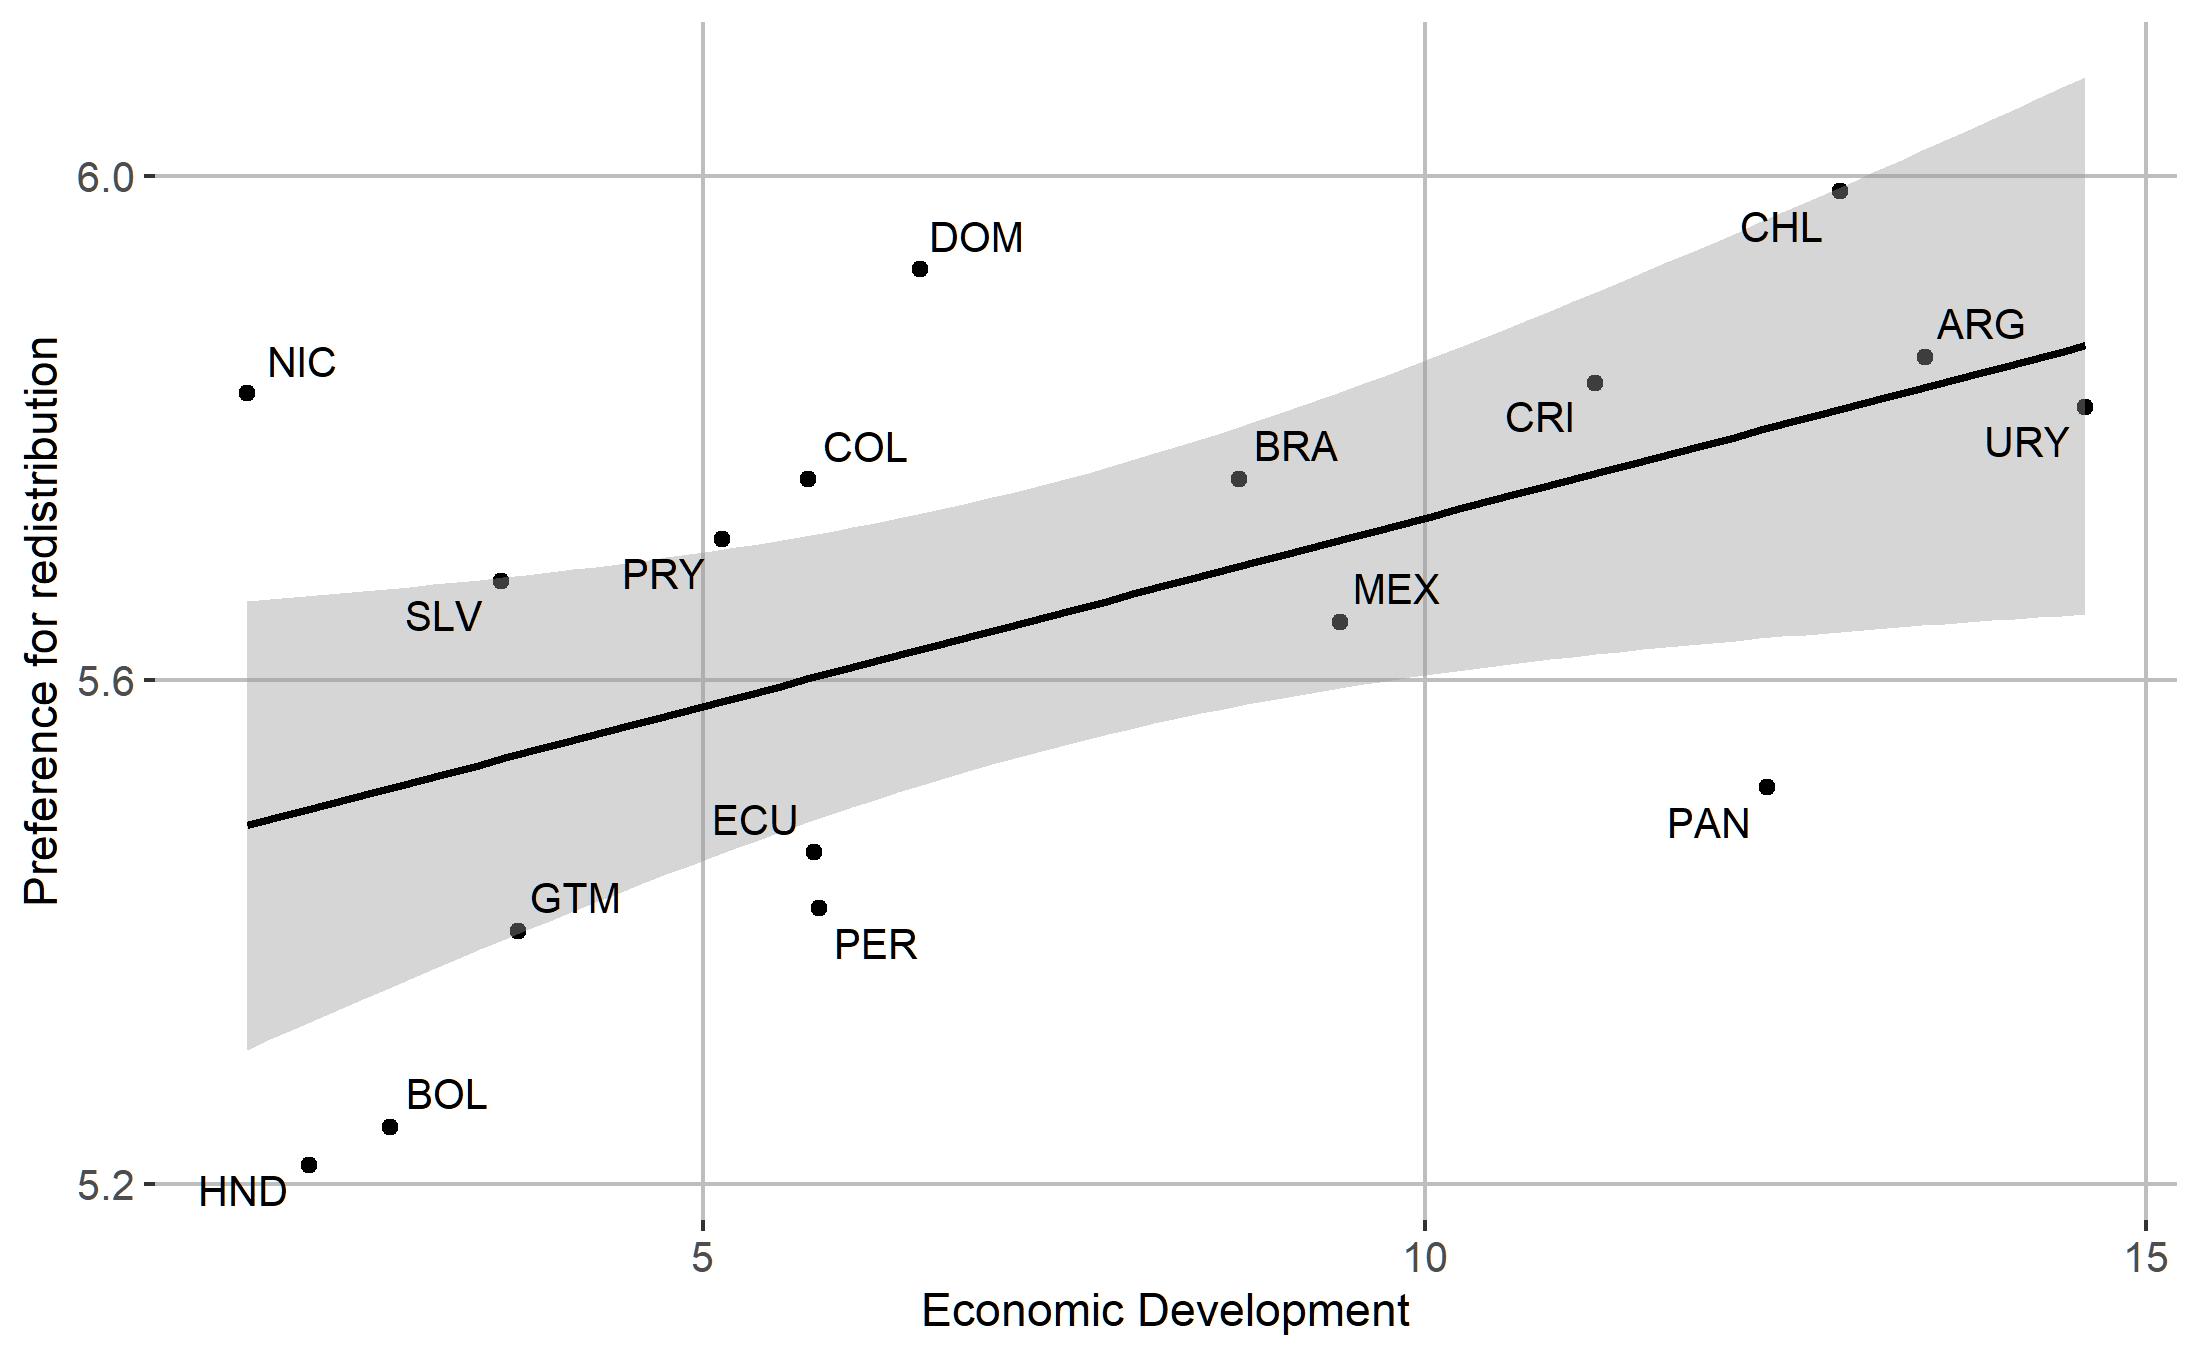 6.0
5.6
5.2
Preference for redistribution
DOM
CHL
NIC
ARG
CRI
COL
BRA
URY
PRY
MEX
SLV
ECU
PAN
GTM
PER
BOL
HND
5
10
15
Economic Development